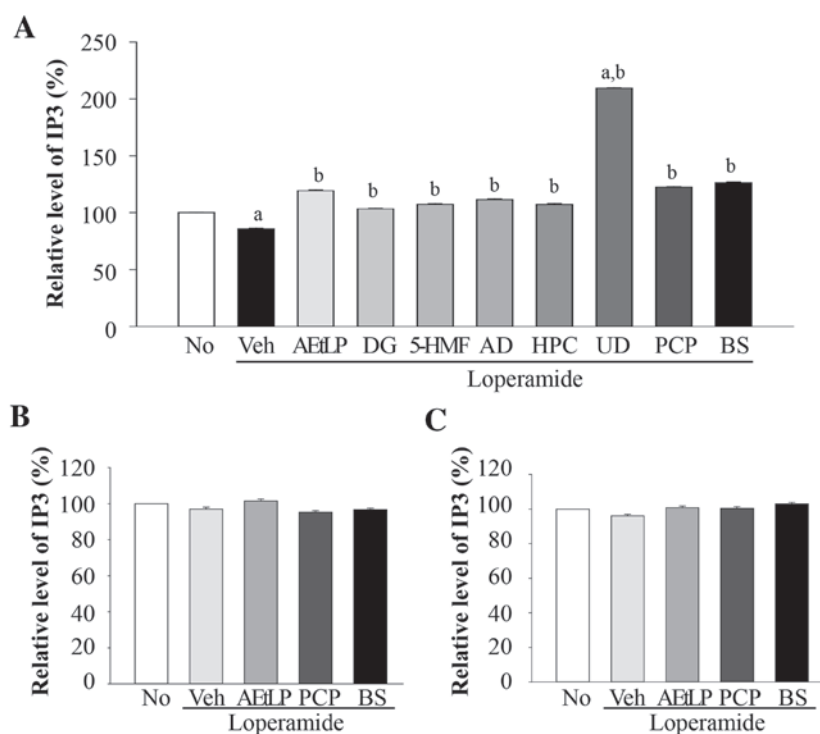 A
Relative level of IP3 (%)
250
200
150
100
50
0
a
b
b
b
b
b
a,b
b
b
No Veh AEtLP DG 5-HMF AD HPC UD PCP BS
Loperamide
B
Relative level of IP3 (%)
120
100
80
60
40
20
0
No Veh AEtLP PCP BS
Loperamide
C
Relative level of IP3 (%)
120
100
80
60
40
20
0
No Veh AEtLP PCP BS
Loperamide